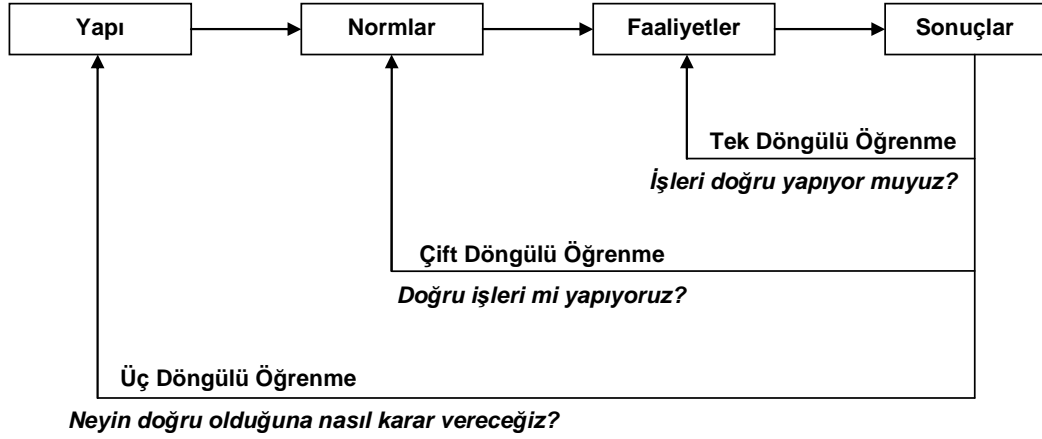 Yapı
Normlar
Faaliyetler
Sonuçlar
Tek Döngülü Öğrenme
İşleri doğru yapıyor muyuz?
Çift Döngülü Öğrenme
Doğru işleri mi yapıyoruz?
Üç Döngülü Öğrenme
Neyin doğru olduğuna nasıl karar vereceğiz?